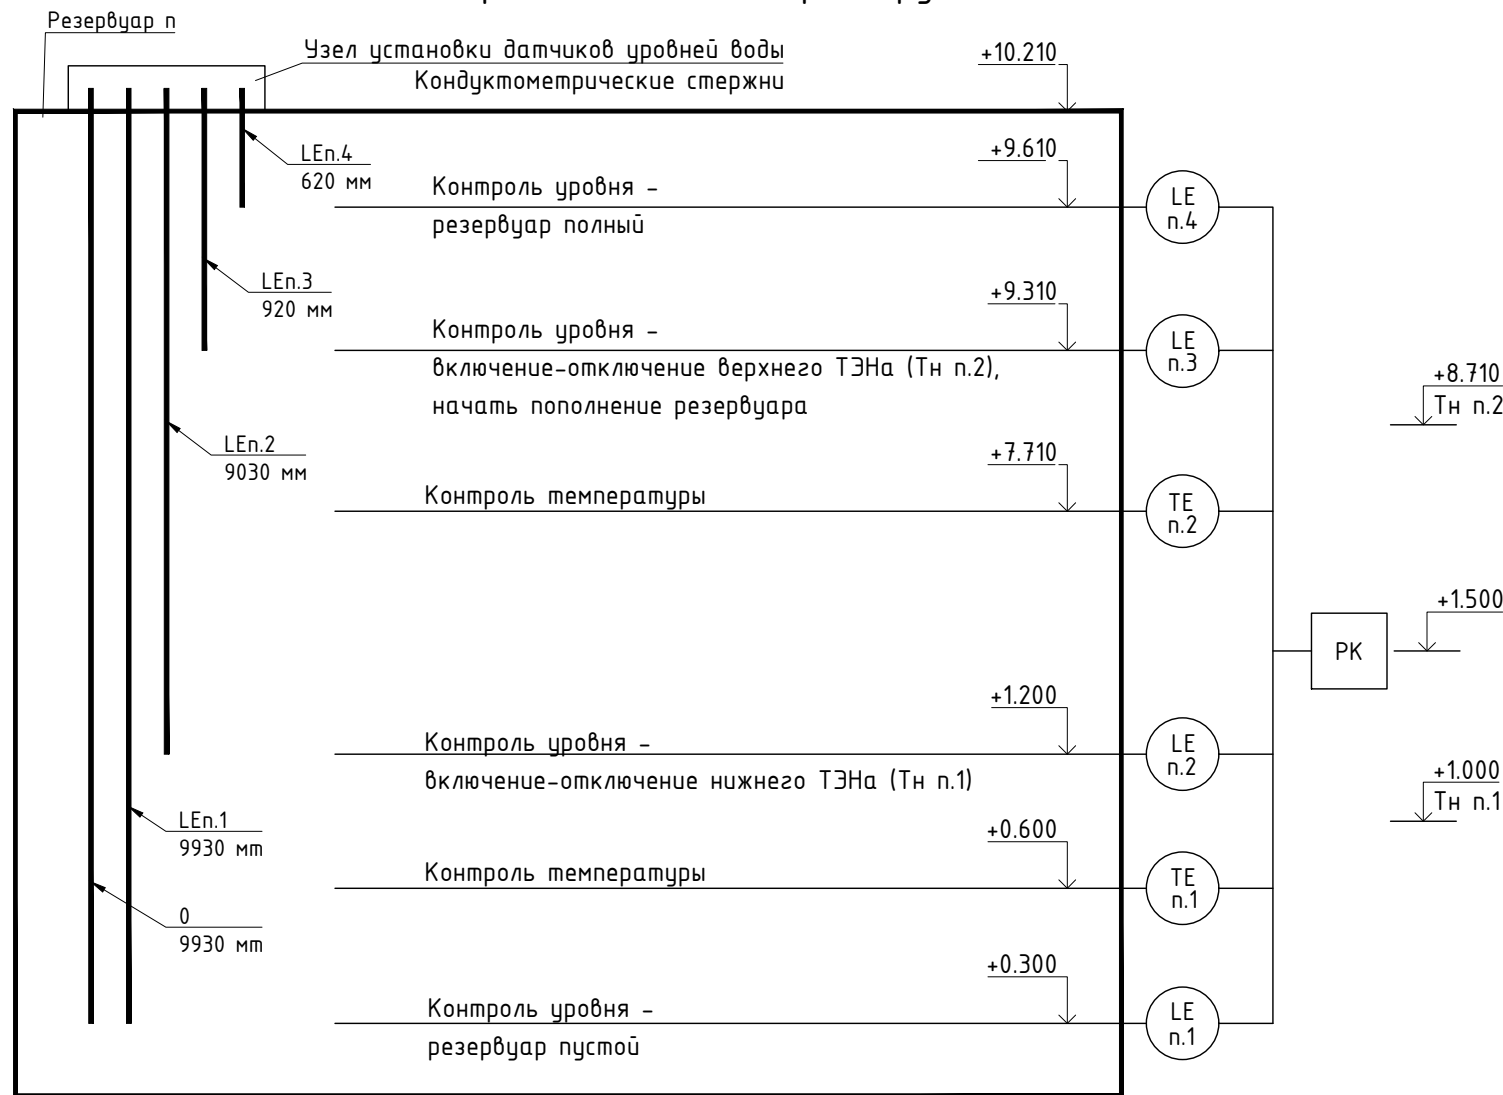 Резервуар n
Узел установки датчиков уровней воды
Кондуктометрические стержни
+10.210
LEn.4
620 мм
+9.610
Контроль уровня –
резервуар полный
LE
n.4
LEn.3
920 мм
+9.310
Контроль уровня –
включение-отключение верхнего ТЭНа (Тн n.2),
начать пополнение резервуара
LE
n.3
+8.710
Тн n.2
LEn.2
9030 мм
+7.710
Контроль температуры
TE
n.2
+1.500
РК
+1.200
Контроль уровня –
включение-отключение нижнего ТЭНа (Тн n.1)
LE
n.2
+1.000
Тн n.1
LEn.1
9930 мm
+0.600
Контроль температуры
TE
n.1
0
9930 мm
+0.300
Контроль уровня –
резервуар пустой
LE
n.1